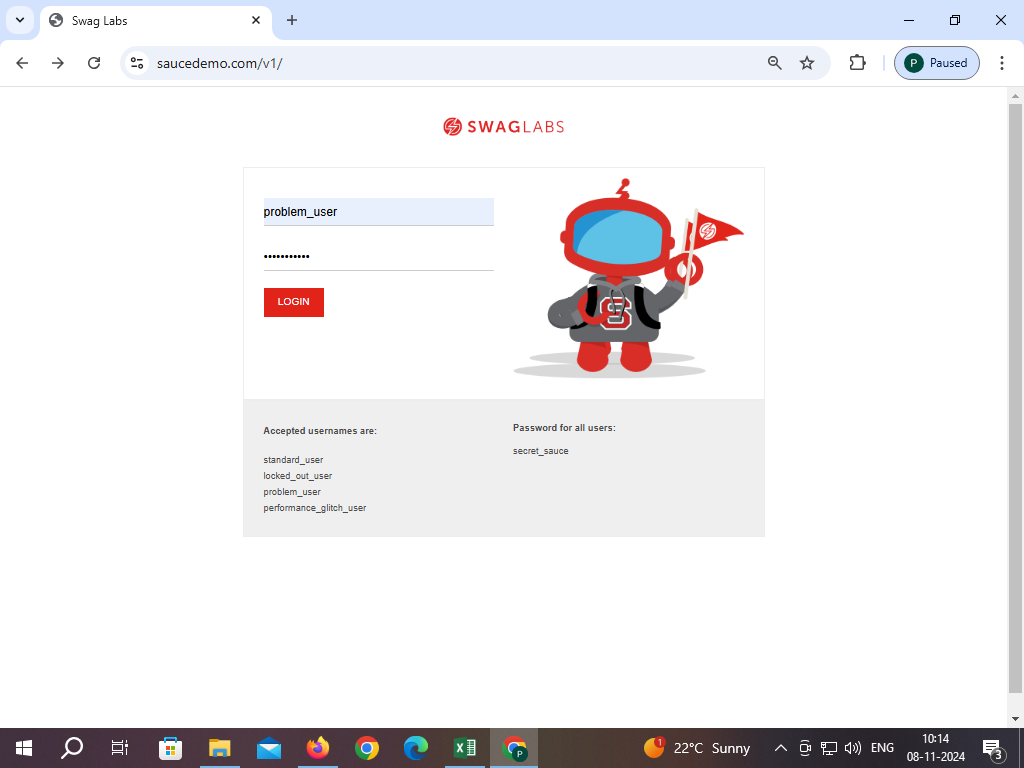 Swag Labs
saucedemo.com/v1/
P
Paused
SWAGLABS
problem_user
•••••••••••
LOGIN
S
Accepted usernames are:
standard_user
locked_out_user
problem_user
performance_glitch_user
Password for all users:
secret_sauce
P
1
22°C Sunny
ENG
10:14
08-11-2024
3